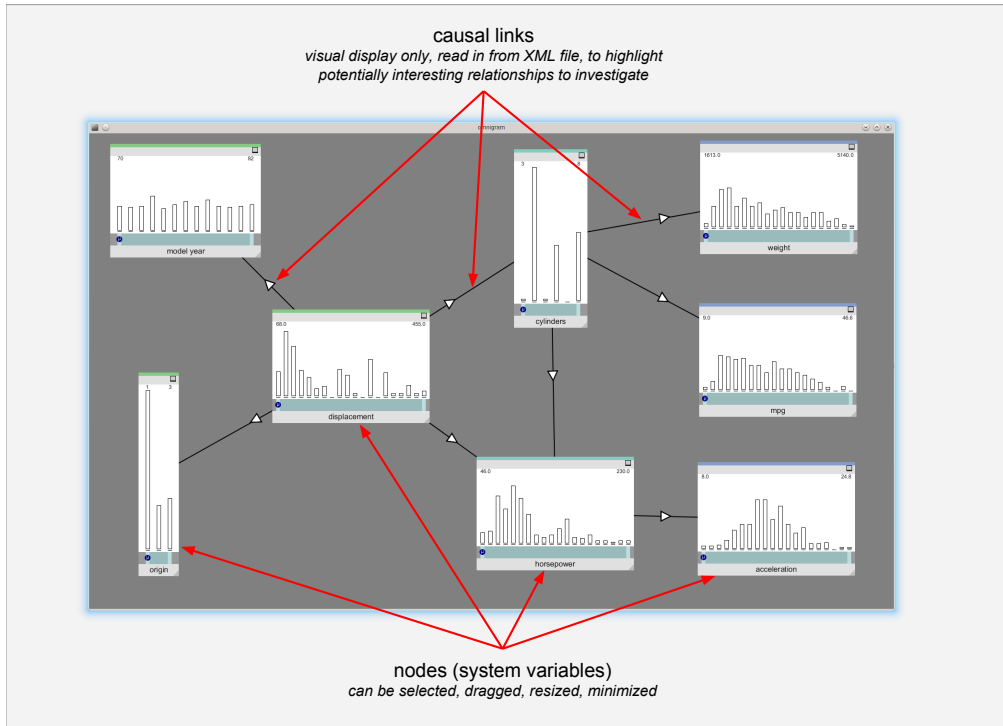 causal links
visual display only, read in from XML file, to highlight
potentially interesting relationships to investigate
omnigram
70 82
model year
3 8
cylinders
1613.0 5140.0
weight
68.0 455.0
displacement
9.0 46.6
mpg
1 3
origin
46.0 230.0
horsepower
8.0 24.8
acceleration
nodes (system variables)
can be selected, dragged, resized, minimized